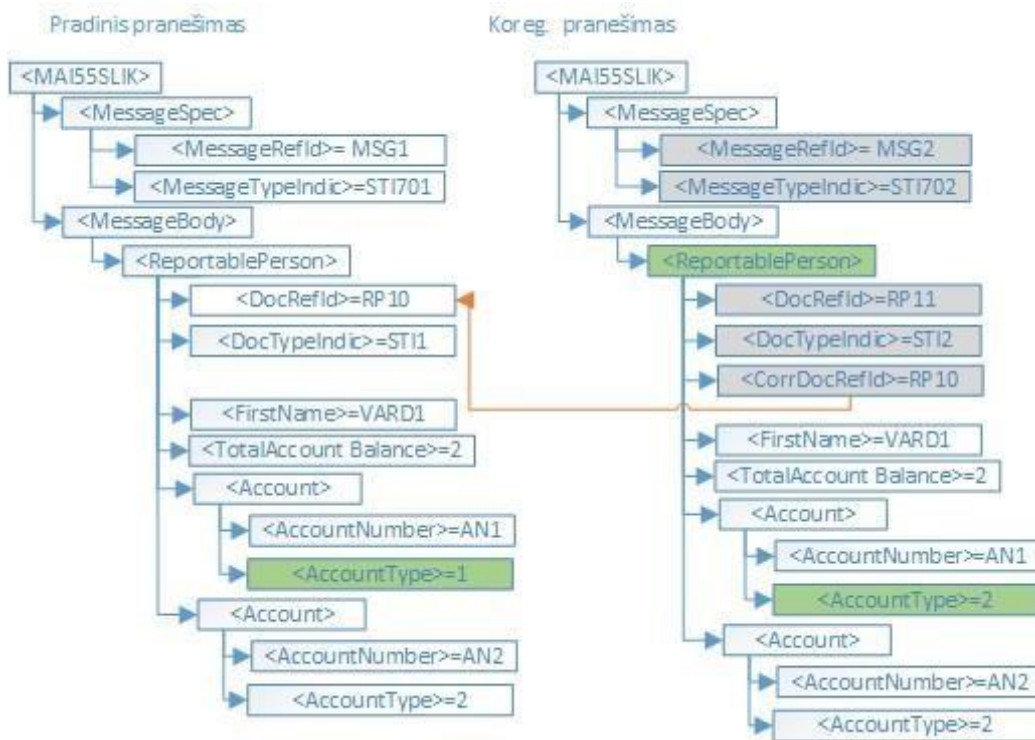 Pradinis pranešimas
<MAI55SLIK>
<MessageSpec>
<MessageRefId>= MSG1
<MessageTypeIndic>=STI701
<MessageBody>
<ReportablePerson>
<DocRefId>=RP10
<DocTypeIndic>=STI1
<FirstName>=VARD1
<TotalAccount Balance>=2
<Account>
<AccountNumber>=AN1
<AccountType>=1
<Account>
<AccountNumber>=AN2
<AccountType>=2
Koreg. pranešimas
<MAI55SLIK>
<MessageSpec>
<MessageRefId>= MSG2
<MessageTypeIndic>=STI702
<MessageBody>
<ReportablePerson>
<DocRefId>=RP11
<DocTypeIndic>=STI2
<CorrDocRefId>=RP10
<FirstName>=VARD1
<TotalAccount Balance>=2
<Account>
<AccountNumber>=AN1
<AccountType>=2
<Account>
<AccountNumber>=AN2
<AccountType>=2